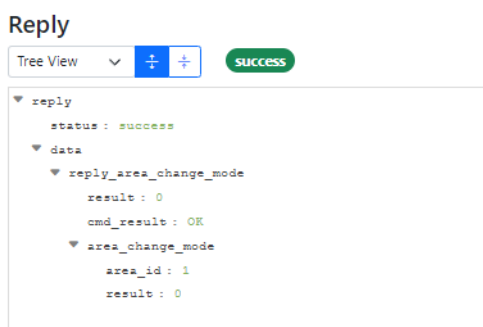 Reply
Tree View success
reply
status : success
data
reply_area_change_mode
result : 0
cmd_result : OK
area_change_mode
area_id : 1
result : 0